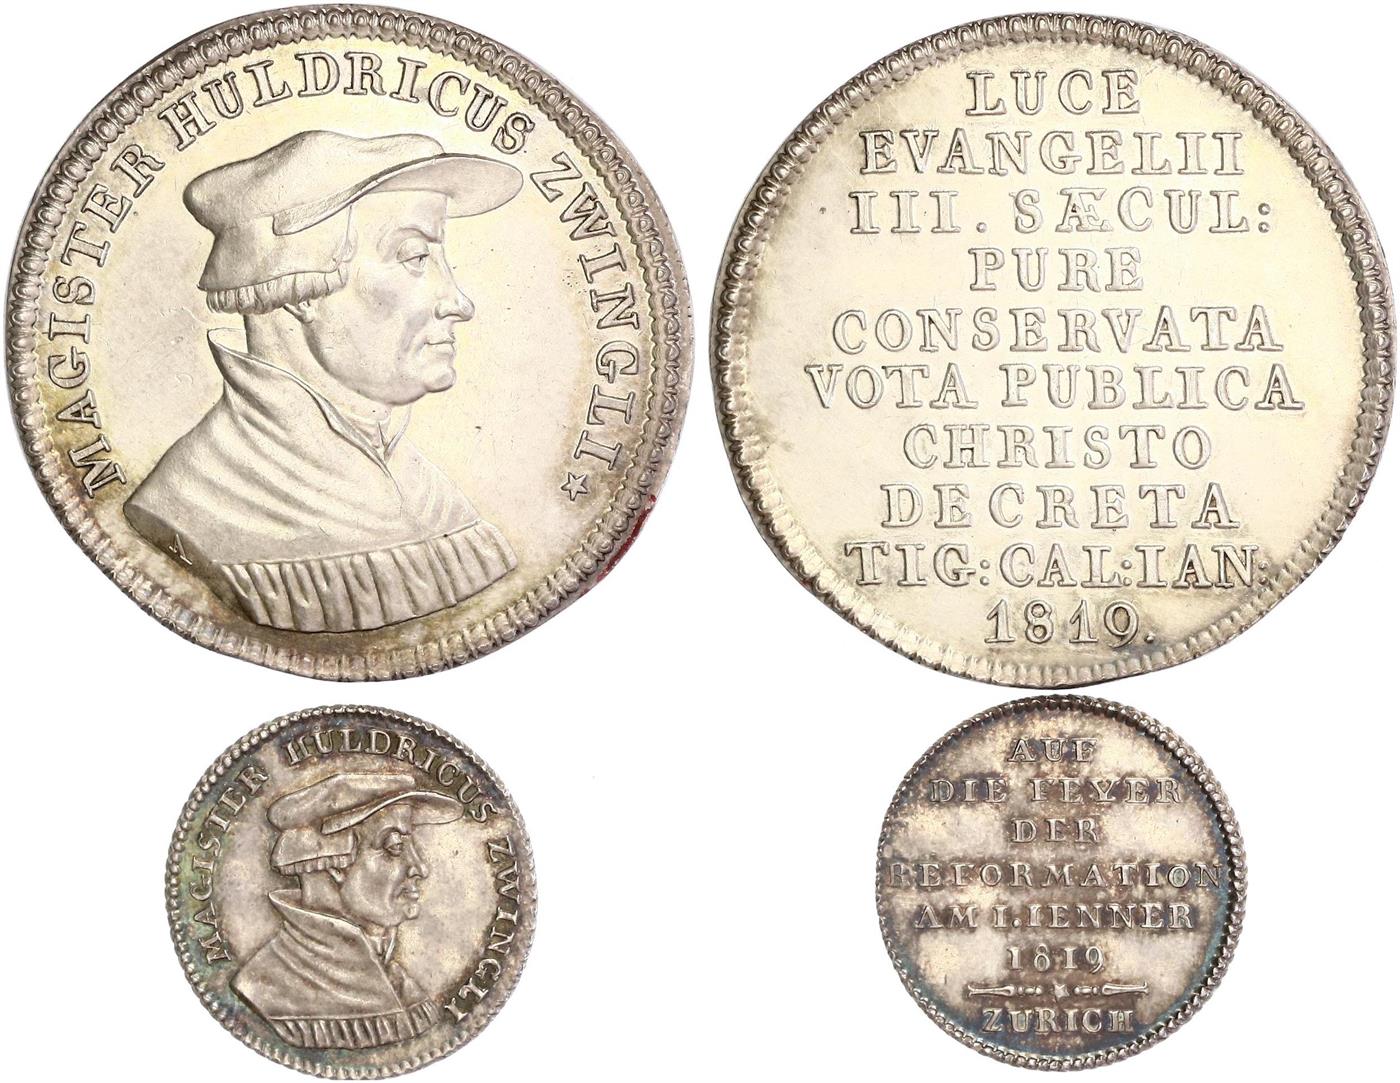 MAGISTER HULDRICUS ZWINGLI
LUCE
EVANGELII
III. SÆCUL:
PURE
CONSERVATA
VOTA PUBLICA
CHRISTO
DECRETA
TIG:CAL:IAN:
1819.
MAGISTER HULDRICUS ZWINGLI
AUF
DIE FEYER
DER
REFORMATION
AM 1. IENNER
1819
ZURICH